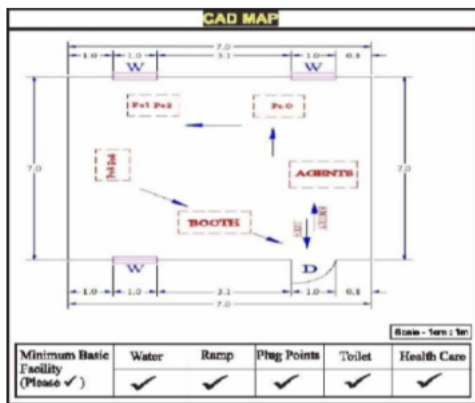 CAD MAP
7.0
1.0 1.0 3.1 1.0 0.8
W W
Po1 Po2 Pr.O
7.0 7.0
AGENTS
BOOTH
EXIT ENTRY
W D
1.0 1.0 3.1 1.0 0.8
7.0
Scale - 1cm : 1m
Minimum Basic Water Ramp Plug Points Toilet Health Care
Facility
(Please ✓) ✓ ✓ ✓ ✓ ✓